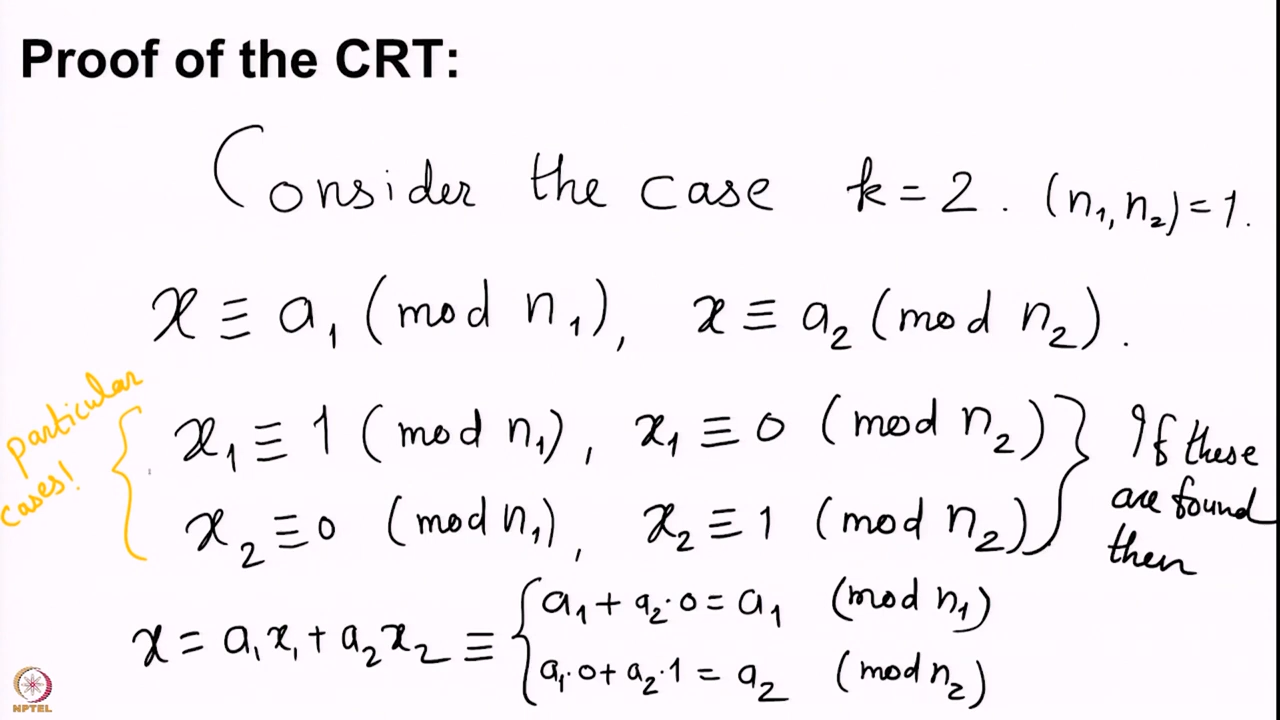 Proof of the CRT:
Consider the case k = 2. (n₁, n₂) = 1.
x ≡ a₁ (mod n₁), x ≡ a₂ (mod n₂).
particular cases!
x₁ ≡ 1 (mod n₁), x₁ ≡ 0 (mod n₂)
x₂ ≡ 0 (mod n₁), x₂ ≡ 1 (mod n₂)
If these
are found
then
x = a₁x₁ + a₂x₂ ≡ { a₁ + a₂·0 = a₁ (mod n₁)
a₁·0 + a₂·1 = a₂ (mod n₂)
NPTEL